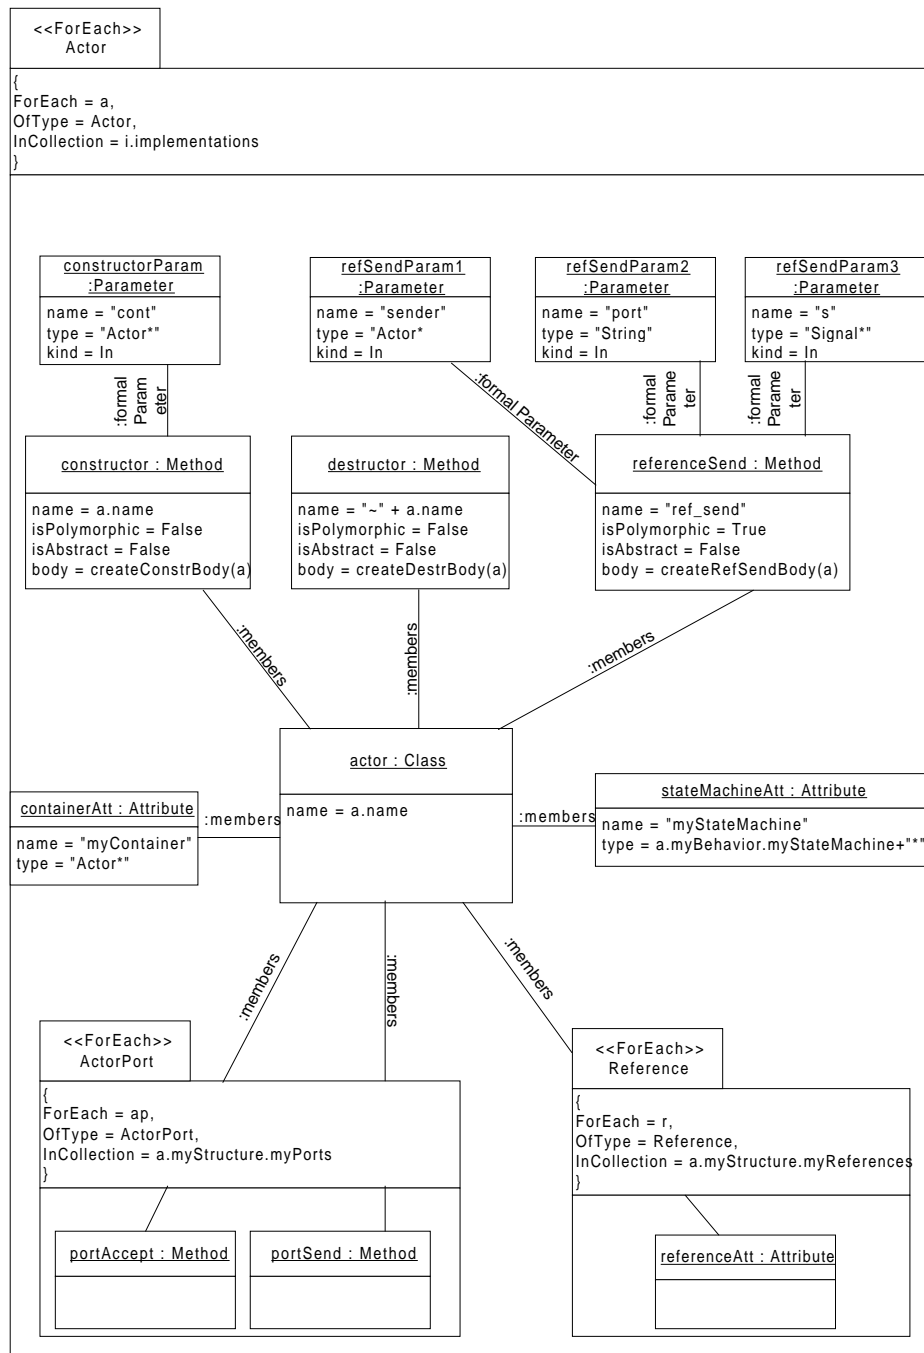 <<ForEach>>
Actor
{
ForEach = a,
OfType = Actor,
InCollection = i.implementations
}
constructorParam
:Parameter
name = "cont"
type = "Actor*"
kind = In
refSendParam1
:Parameter
name = "sender"
type = "Actor*
kind = In
refSendParam2
:Parameter
name = "port"
type = "String"
kind = In
refSendParam3
:Parameter
name = "s"
type = "Signal*"
kind = In
:formal
Param
eter
:formal Parameter
:formal
Parame
ter
:formal
Parame
ter
constructor : Method
name = a.name
isPolymorphic = False
isAbstract = False
body = createConstrBody(a)
destructor : Method
name = "~" + a.name
isPolymorphic = False
isAbstract = False
body = createDestrBody(a)
referenceSend : Method
name = "ref_send"
isPolymorphic = True
isAbstract = False
body = createRefSendBody(a)
:members
:members
:members
actor : Class
name = a.name
containerAtt : Attribute
name = "myContainer"
type = "Actor*"
:members
:members
stateMachineAtt : Attribute
name = "myStateMachine"
type = a.myBehavior.myStateMachine+"*"
:members
:members
:members
<<ForEach>>
ActorPort
{
ForEach = ap,
OfType = ActorPort,
InCollection = a.myStructure.myPorts
}
portAccept : Method
portSend : Method
<<ForEach>>
Reference
{
ForEach = r,
OfType = Reference,
InCollection = a.myStructure.myReferences
}
referenceAtt : Attribute